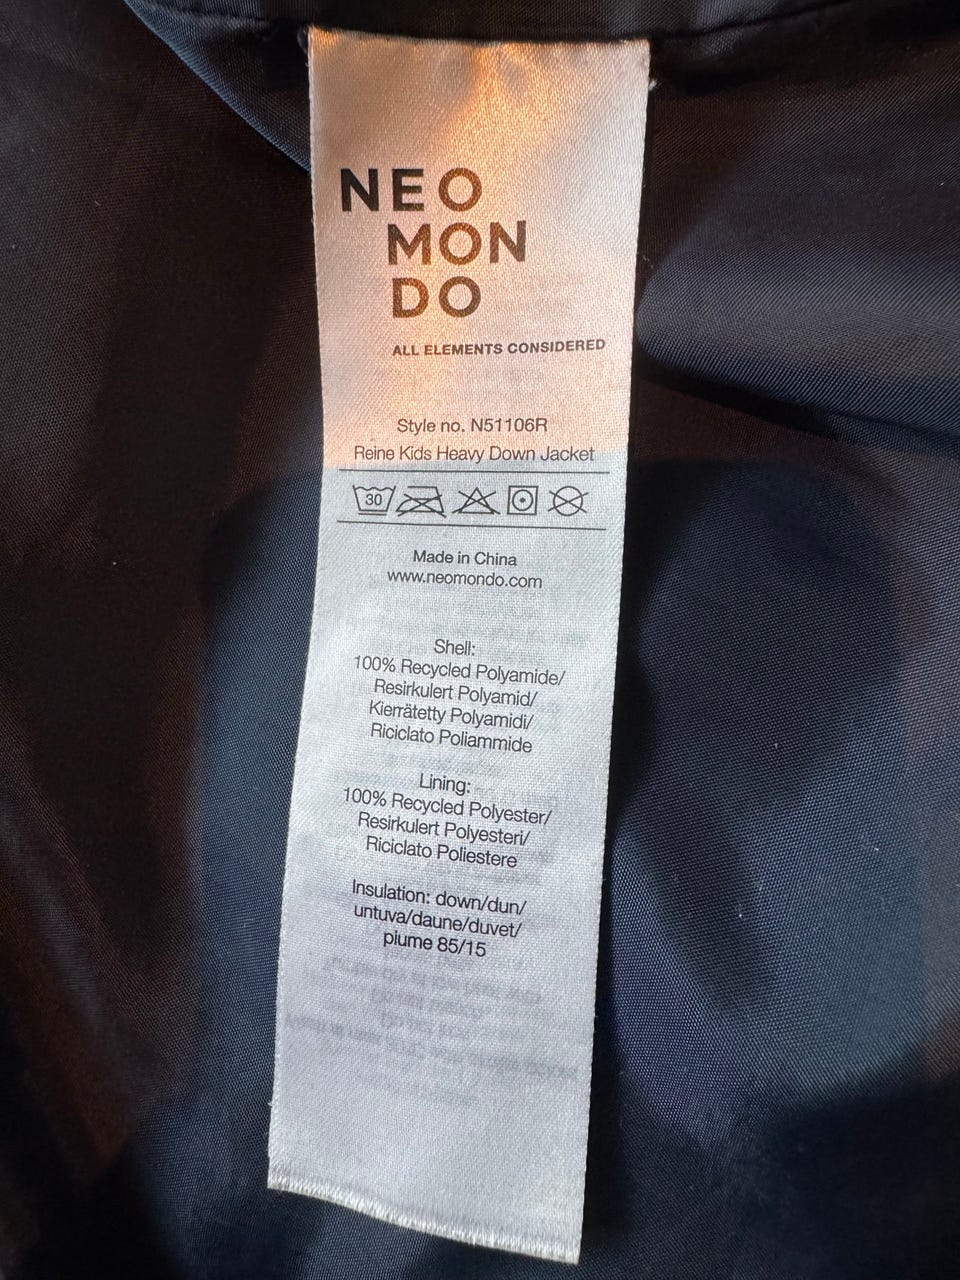 NEO
MON
DO
ALL ELEMENTS CONSIDERED
Style no. N51106R
Reine Kids Heavy Down Jacket
30
Made in China
www.neomondo.com
Shell:
100% Recycled Polyamide/
Resirkulert Polyamid/
Kierrätetty Polyamidi/
Riciclato Poliammide
Lining:
100% Recycled Polyester/
Resirkulert Polyesteri/
Riciclato Poliestere
Insulation: down/dun/
untuva/daune/duvet/
piume 85/15